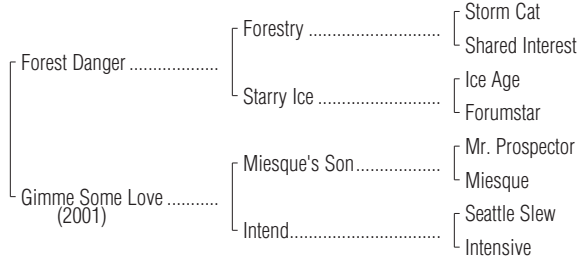 Storm Cat
Forestry ..........................
Shared Interest
Forest Danger ..................
Ice Age
Starry Ice ........................
Forumstar
Mr. Prospector
Miesque's Son.................
Miesque
Gimme Some Love ..........
(2001)
Seattle Slew
Intend..............................
Intensive